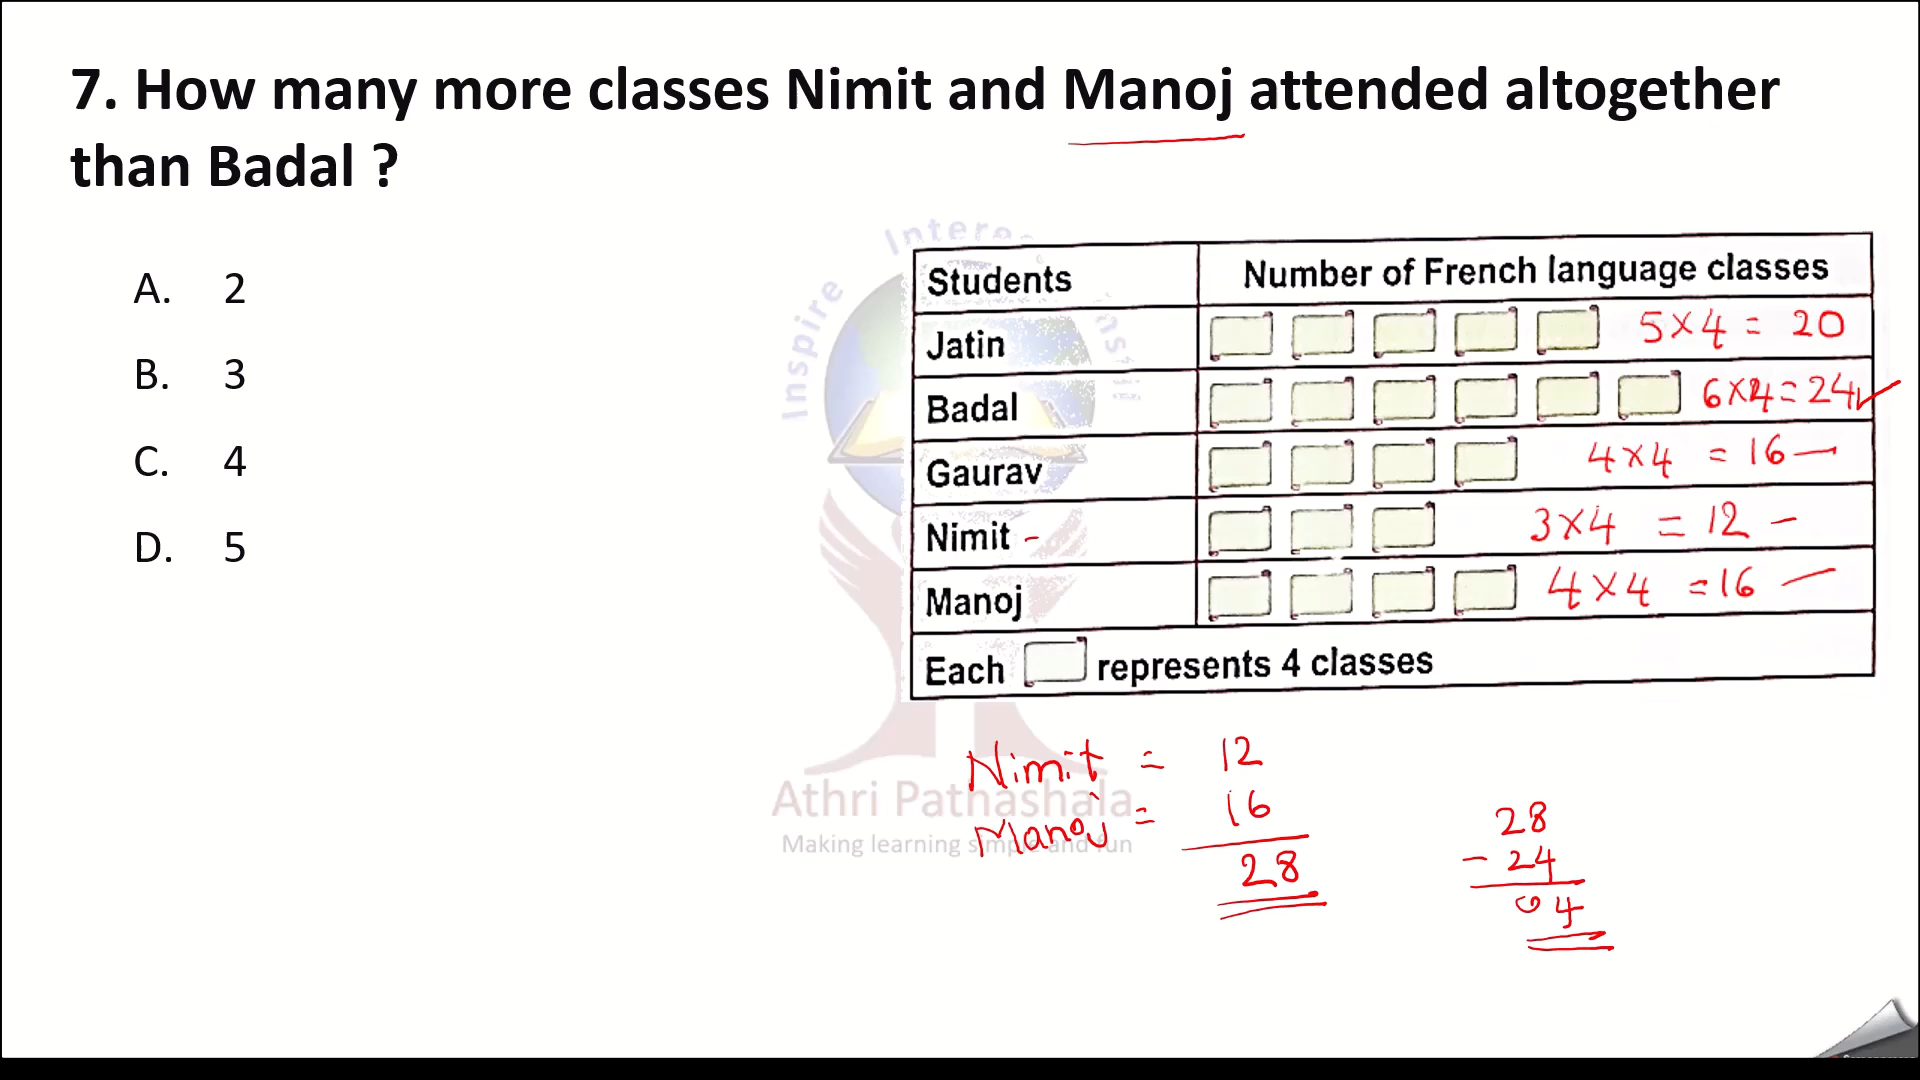 7. How many more classes Nimit and Manoj attended altogether
than Badal ?
A. 2
B. 3
C. 4
D. 5
Students Number of French language classes
Jatin 5 x 4 = 20
Badal 6 x 4 = 24 ✓
Gaurav 4 x 4 = 16 —
Nimit - 3 x 4 = 12 –
Manoj 4 x 4 = 16 —
Each represents 4 classes
Nimit = 12
Manoj = 16
28
28
- 24
04
Inspire Intere
Athri Pathashala
Making learning simple and fun